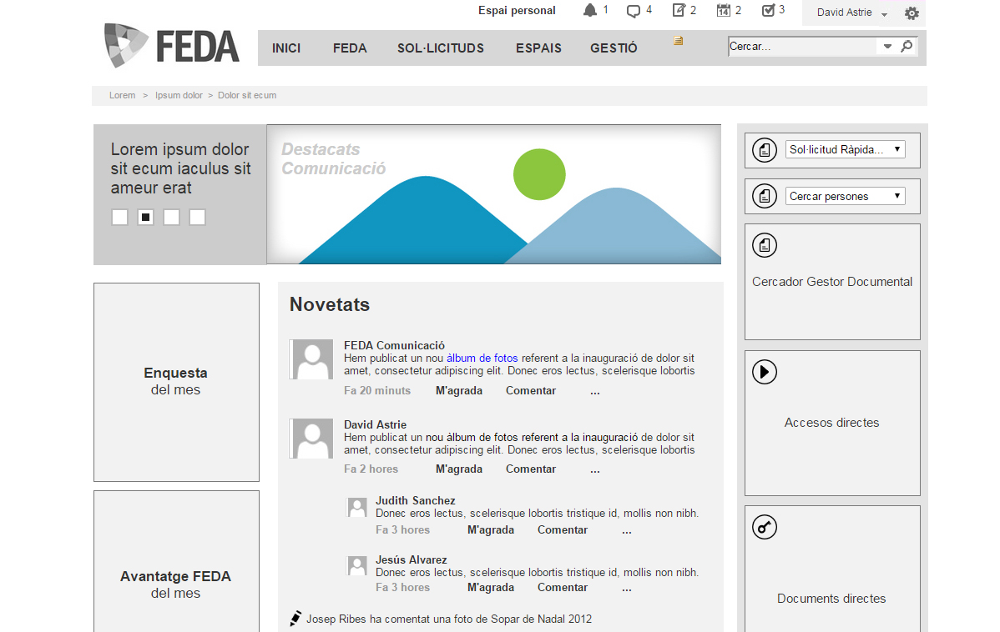 Espai personal 1 4 2 14 2 3 David Astrie
FEDA
INICI FEDA SOL·LICITUDS ESPAIS GESTIÓ Cercar...
Lorem > Ipsum dolor > Dolor sit ecum
Lorem ipsum dolor
sit ecum iaculus sit
ameur erat
Destacats
Comunicació
Sol·licitud Ràpida...
Cercar persones
Cercador Gestor Documental
Accesos directes
Documents directes
Enquesta
del mes
Avantatge FEDA
del mes
Novetats
FEDA Comunicació
Hem publicat un nou àlbum de fotos referent a la inauguració de dolor sit
amet, consectetur adipiscing elit. Donec eros lectus, scelerisque lobortis
Fa 20 minuts M'agrada Comentar ...
David Astrie
Hem publicat un nou àlbum de fotos referent a la inauguració de dolor sit
amet, consectetur adipiscing elit. Donec eros lectus, scelerisque lobortis
Fa 2 hores M'agrada Comentar ...
Judith Sanchez
Donec eros lectus, scelerisque lobortis tristique id, mollis non nibh.
Fa 3 hores M'agrada Comentar ...
Jesús Alvarez
Donec eros lectus, scelerisque lobortis tristique id, mollis non nibh.
Fa 3 hores M'agrada Comentar ...
Josep Ribes ha comentat una foto de Sopar de Nadal 2012